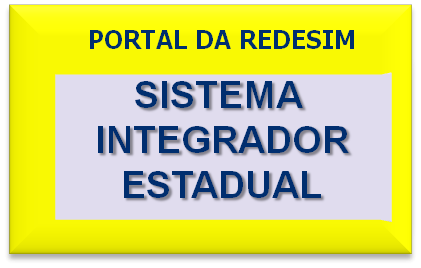 PORTAL DA REDESIM
SISTEMA
INTEGRADOR
ESTADUAL